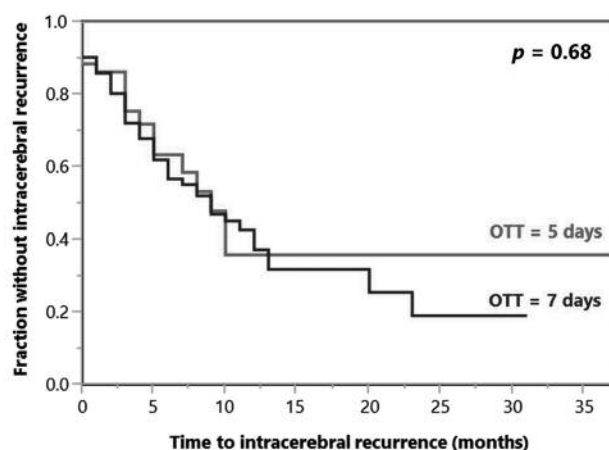 Fraction without intracerebral recurrence
1.0
0.8
0.6
0.4
0.2
0.0
p = 0.68
OTT = 5 days
OTT = 7 days
0 5 10 15 20 25 30 35
Time to intracerebral recurrence (months)